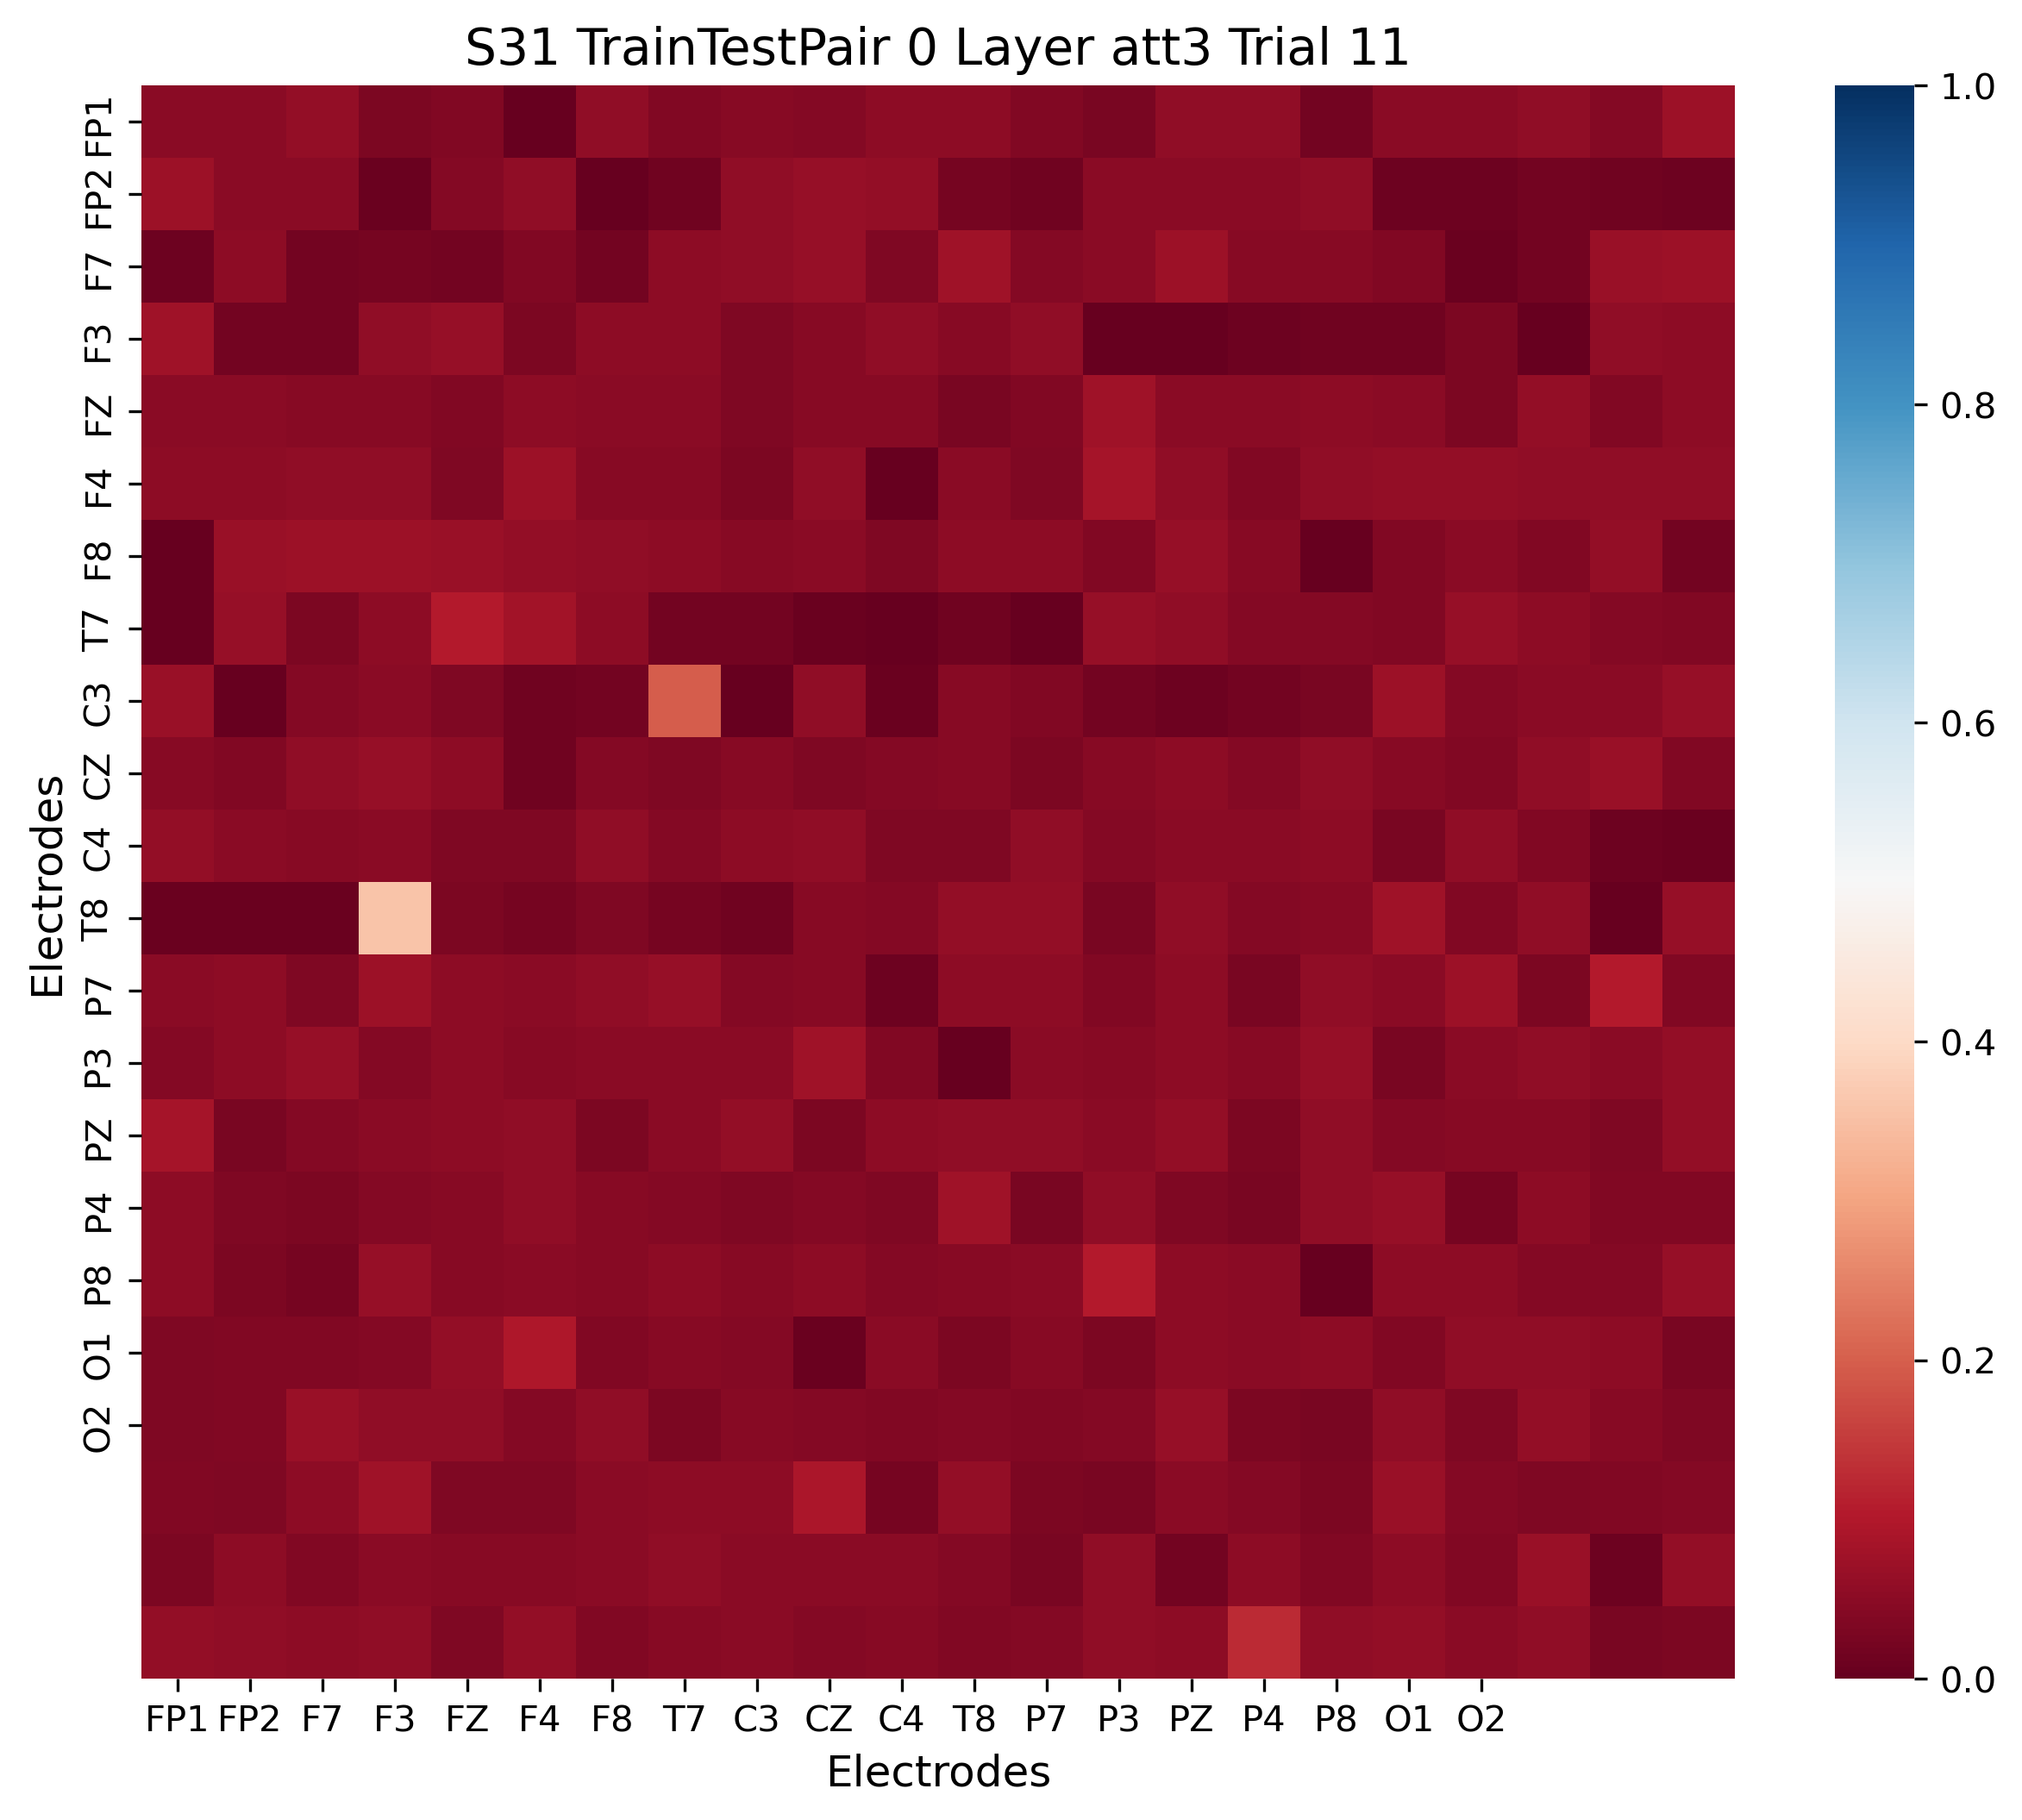 S31 TrainTestPair 0 Layer att3 Trial 11
Electrodes
FP1
FP2
F7
F3
FZ
F4
F8
T7
C3
CZ
C4
T8
P7
P3
PZ
P4
P8
O1
O2
FP1 FP2 F7 F3 FZ F4 F8 T7 C3 CZ C4 T8 P7 P3 PZ P4 P8 O1 O2
Electrodes
1.0
0.8
0.6
0.4
0.2
0.0